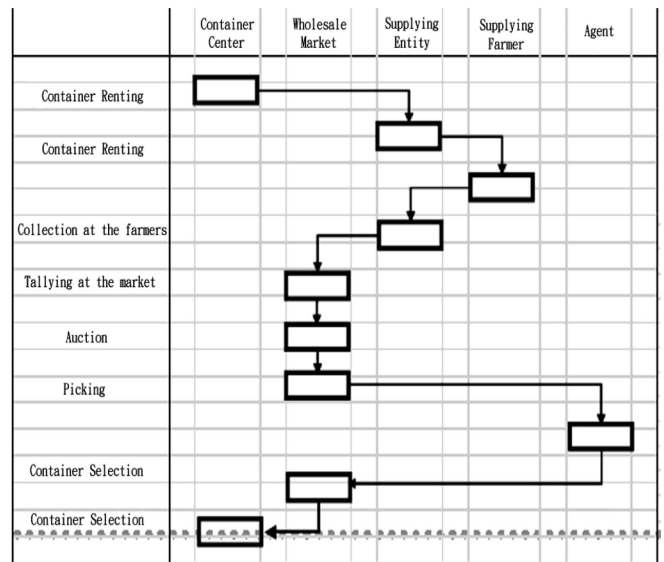 Container
Center
Wholesale
Market
Supplying
Entity
Supplying
Farmer
Agent
Container Renting
Container Renting
Collection at the farmers
Tallying at the market
Auction
Picking
Container Selection
Container Selection